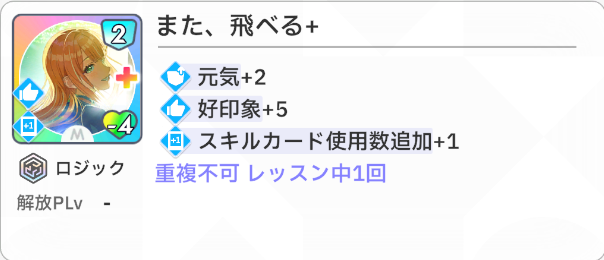 また、飛べる+
2
元気+2
+
好印象+5
+1
-4
M
スキルカード使用数追加+1
ロジック
重複不可 レッスン中1回
解放PLv -